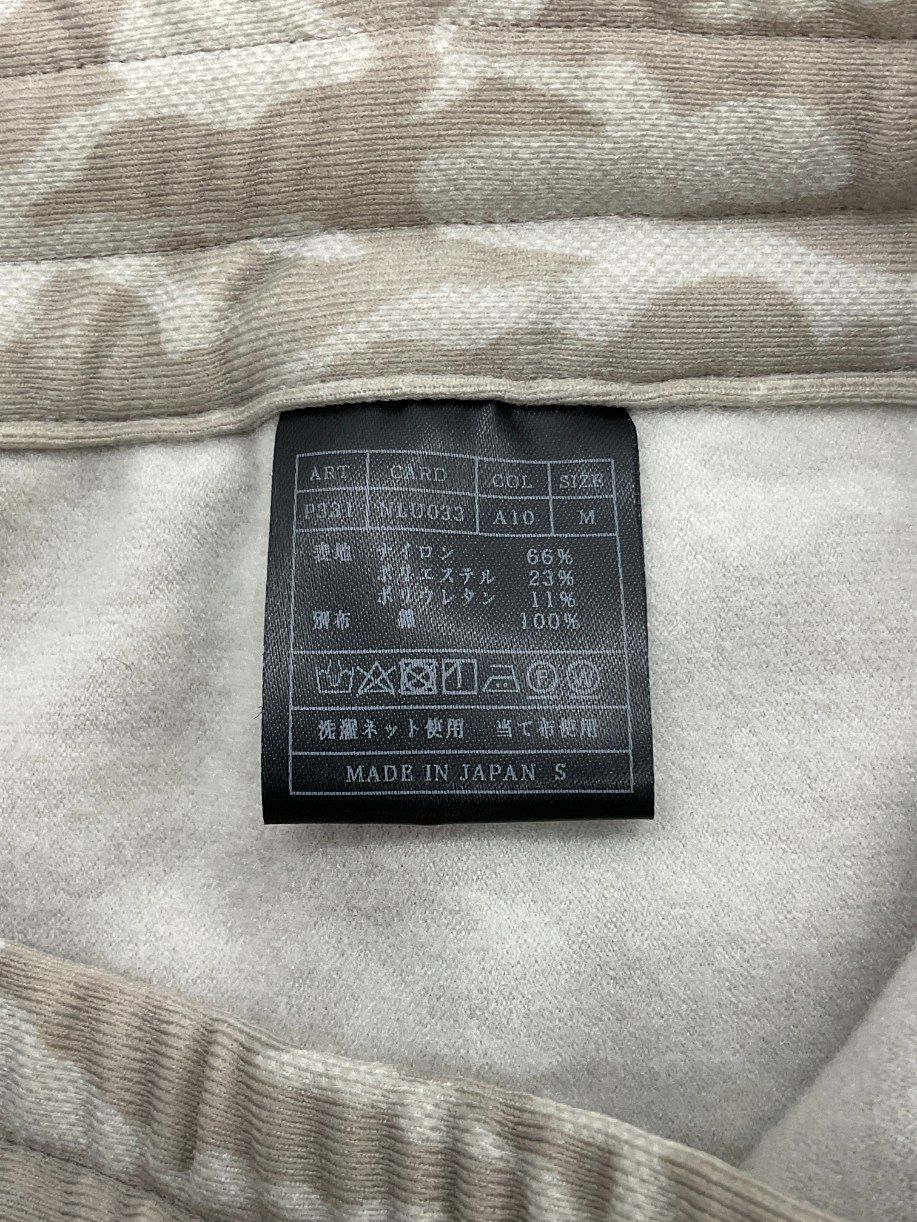 ART CARD COL SIZE
P331 NLU033 A10 M
表地 ナイロン 66%
ポリエステル 23%
ポリウレタン 11%
別布 綿 100%
F W
洗濯ネット使用 当て布使用
MADE IN JAPAN S